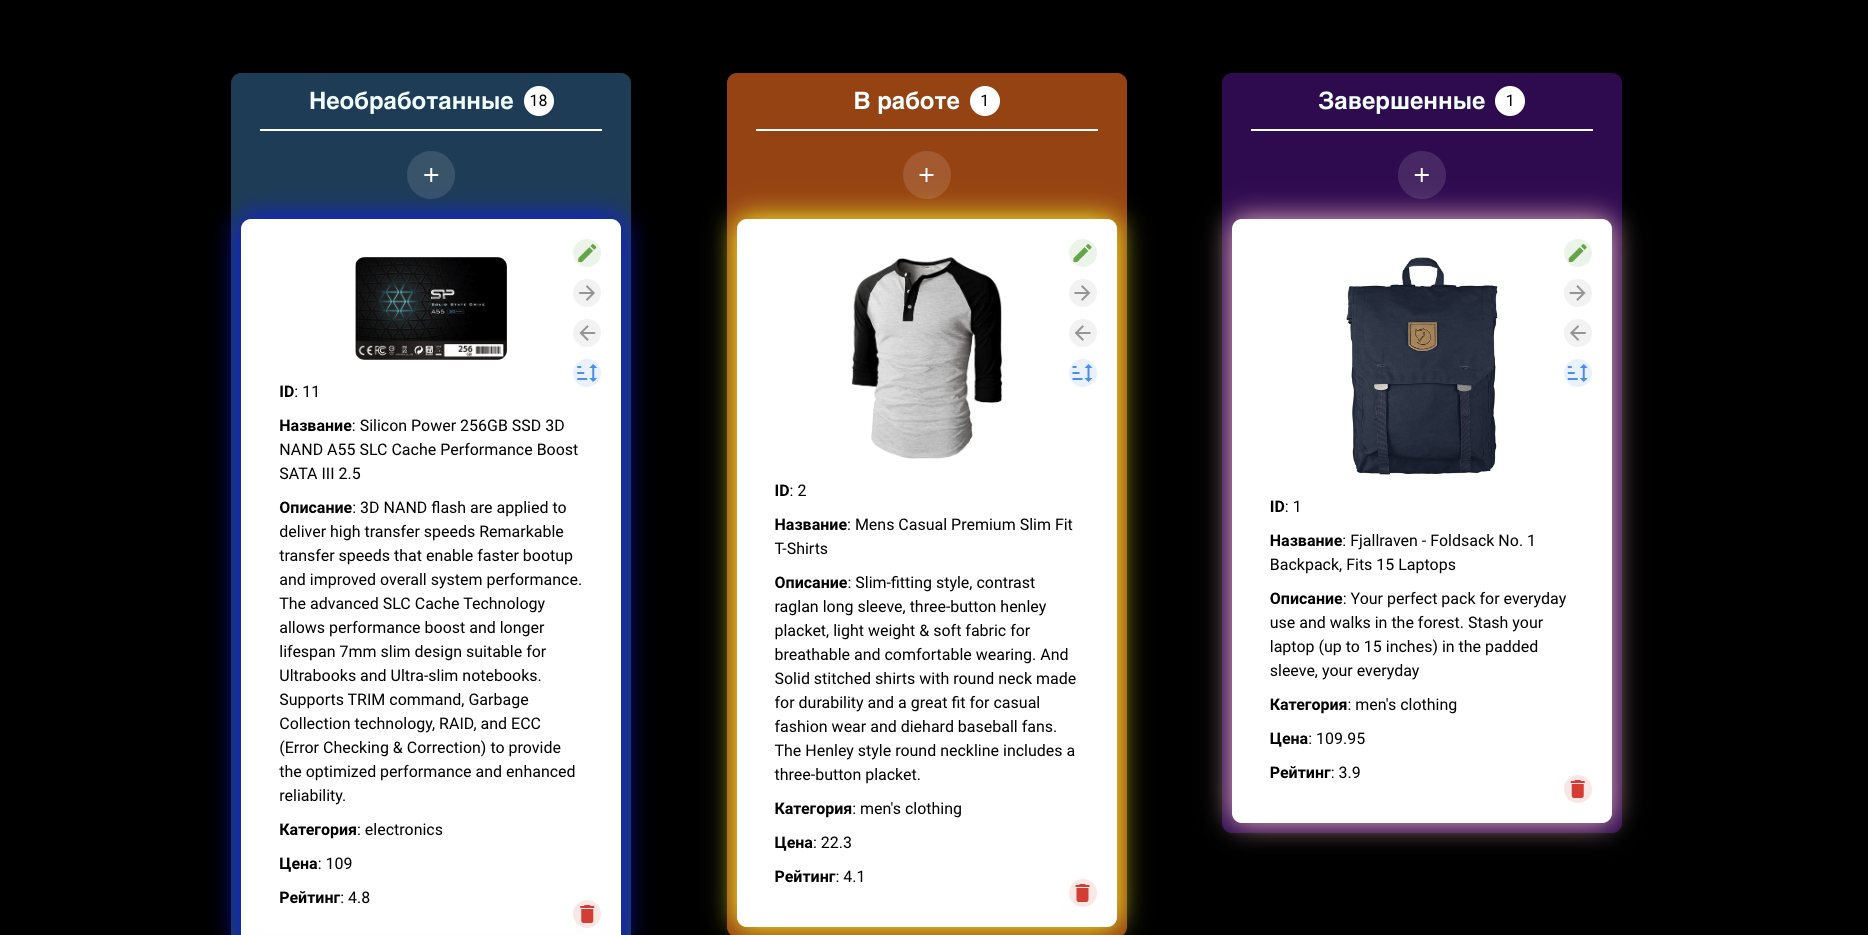 Необработанные 18
SP
A55
256
ID: 11
Название: Silicon Power 256GB SSD 3D
NAND A55 SLC Cache Performance Boost
SATA III 2.5
Описание: 3D NAND flash are applied to
deliver high transfer speeds Remarkable
transfer speeds that enable faster bootup
and improved overall system performance.
The advanced SLC Cache Technology
allows performance boost and longer
lifespan 7mm slim design suitable for
Ultrabooks and Ultra-slim notebooks.
Supports TRIM command, Garbage
Collection technology, RAID, and ECC
(Error Checking & Correction) to provide
the optimized performance and enhanced
reliability.
Категория: electronics
Цена: 109
Рейтинг: 4.8
В работе 1
ID: 2
Название: Mens Casual Premium Slim Fit
T-Shirts
Описание: Slim-fitting style, contrast
raglan long sleeve, three-button henley
placket, light weight & soft fabric for
breathable and comfortable wearing. And
Solid stitched shirts with round neck made
for durability and a great fit for casual
fashion wear and diehard baseball fans.
The Henley style round neckline includes a
three-button placket.
Категория: men's clothing
Цена: 22.3
Рейтинг: 4.1
Завершенные 1
ID: 1
Название: Fjallraven - Foldsack No. 1
Backpack, Fits 15 Laptops
Описание: Your perfect pack for everyday
use and walks in the forest. Stash your
laptop (up to 15 inches) in the padded
sleeve, your everyday
Категория: men's clothing
Цена: 109.95
Рейтинг: 3.9